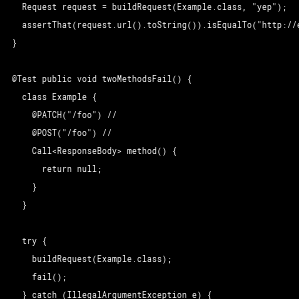 Request request = buildRequest(Example.class, "yep");
assertThat(request.url().toString()).isEqualTo("http://
}
@Test public void twoMethodsFail() {
class Example {
@PATCH("/foo") //
@POST("/foo") //
Call<ResponseBody> method() {
return null;
}
}
try {
buildRequest(Example.class);
fail();
} catch (IllegalArgumentException e) {